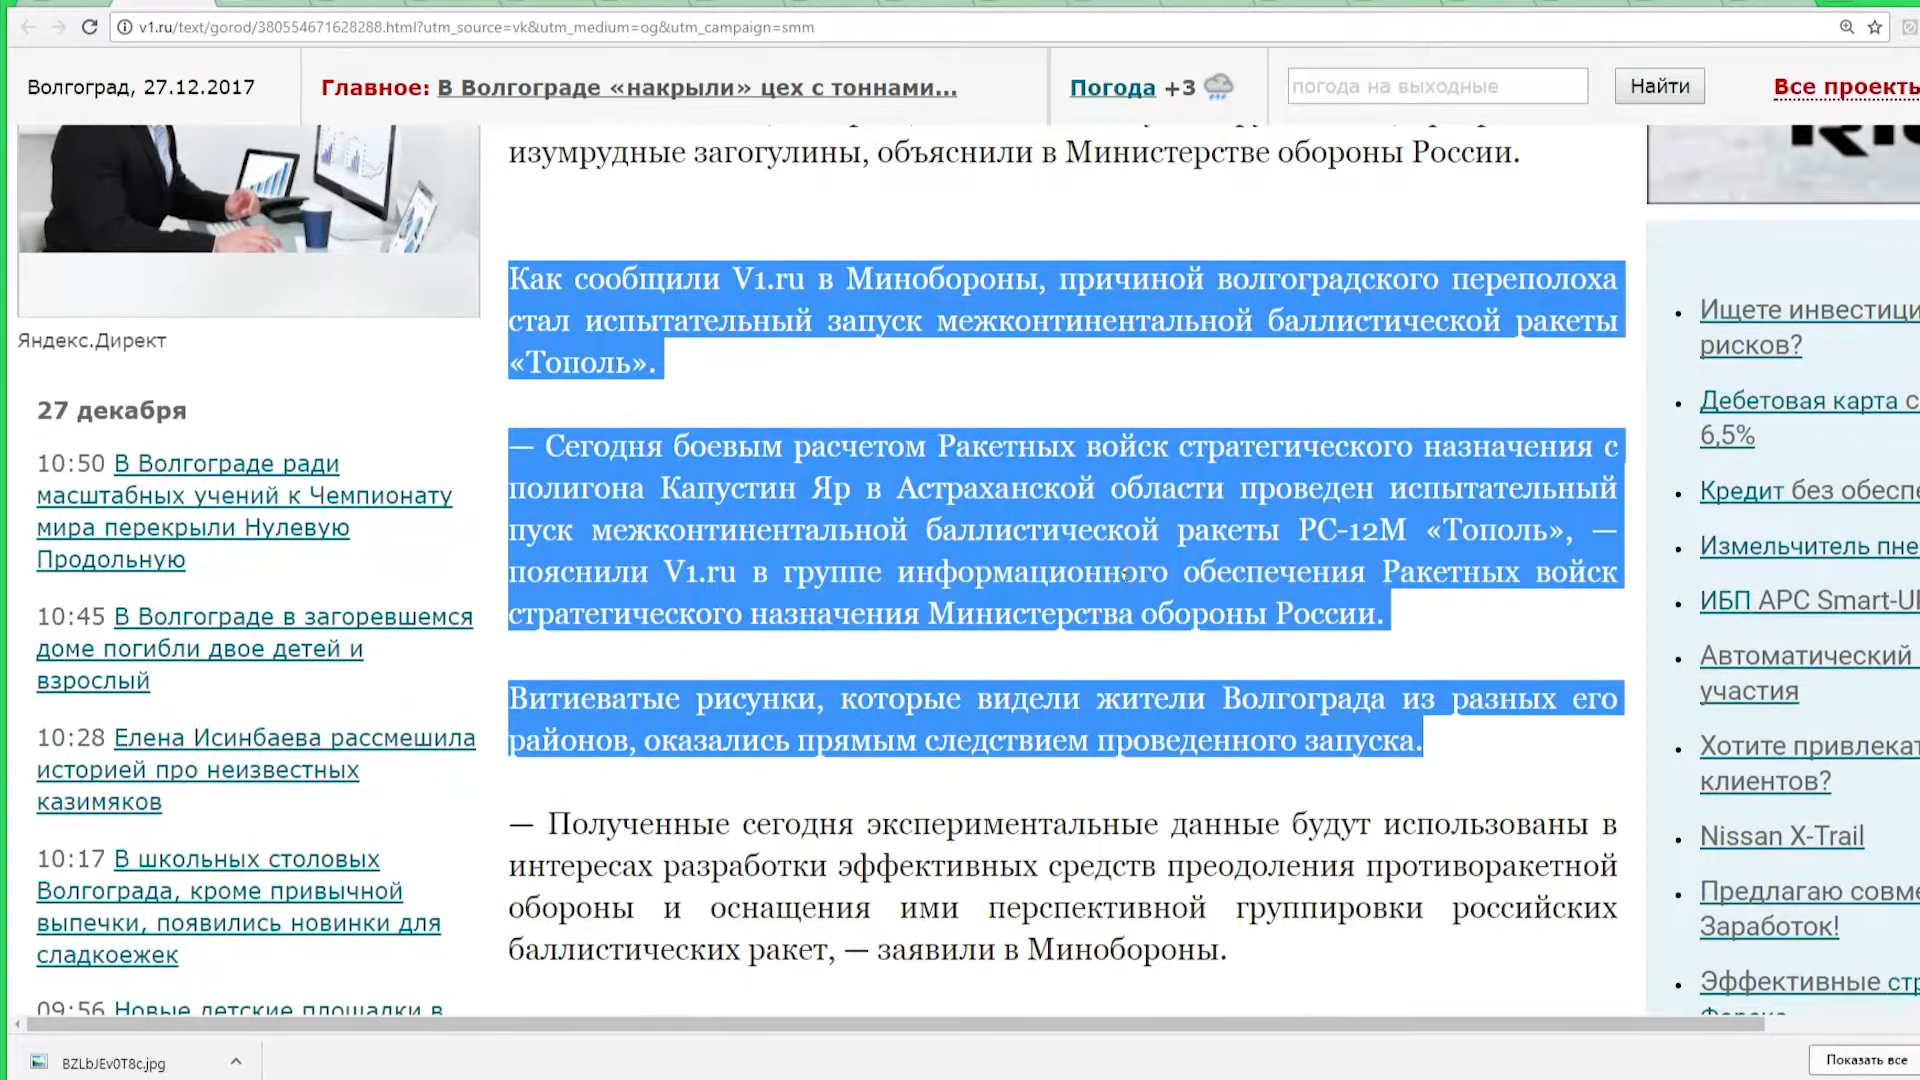 v1.ru/text/gorod/380554671628288.html?utm_source=vk&utm_medium=og&utm_campaign=smm
Волгоград, 27.12.2017
Главное: В Волгограде «накрыли» цех с тоннами...
Погода +3
погода на выходные
Найти
Все проекты
Яндекс.Директ
27 декабря
10:50 В Волгограде ради
масштабных учений к Чемпионату
мира перекрыли Нулевую
Продольную
10:45 В Волгограде в загоревшемся
доме погибли двое детей и
взрослый
10:28 Елена Исинбаева рассмешила
историей про неизвестных
казимяков
10:17 В школьных столовых
Волгограда, кроме привычной
выпечки, появились новинки для
сладкоежек
09:56 Новые детские площадки в
изумрудные загогулины, объяснили в Министерстве обороны России.
Как сообщили V1.ru в Минобороны, причиной волгоградского переполоха
стал испытательный запуск межконтинентальной баллистической ракеты
«Тополь».
— Сегодня боевым расчетом Ракетных войск стратегического назначения с
полигона Капустин Яр в Астраханской области проведен испытательный
пуск межконтинентальной баллистической ракеты РС-12М «Тополь», —
пояснили V1.ru в группе информационного обеспечения Ракетных войск
стратегического назначения Министерства обороны России.
Витиеватые рисунки, которые видели жители Волгограда из разных его
районов, оказались прямым следствием проведенного запуска.
— Полученные сегодня экспериментальные данные будут использованы в
интересах разработки эффективных средств преодоления противоракетной
обороны и оснащения ими перспективной группировки российских
баллистических ракет, — заявили в Минобороны.
Ищете инвестици
рисков?
Дебетовая карта с
6,5%
Кредит без обеспе
Измельчитель пне
ИБП APC Smart-U
Автоматический
участия
Хотите привлекат
клиентов?
Nissan X-Trail
Предлагаю совме
Заработок!
Эффективные стр
BZLbJEv0T8c.jpg
Показать все